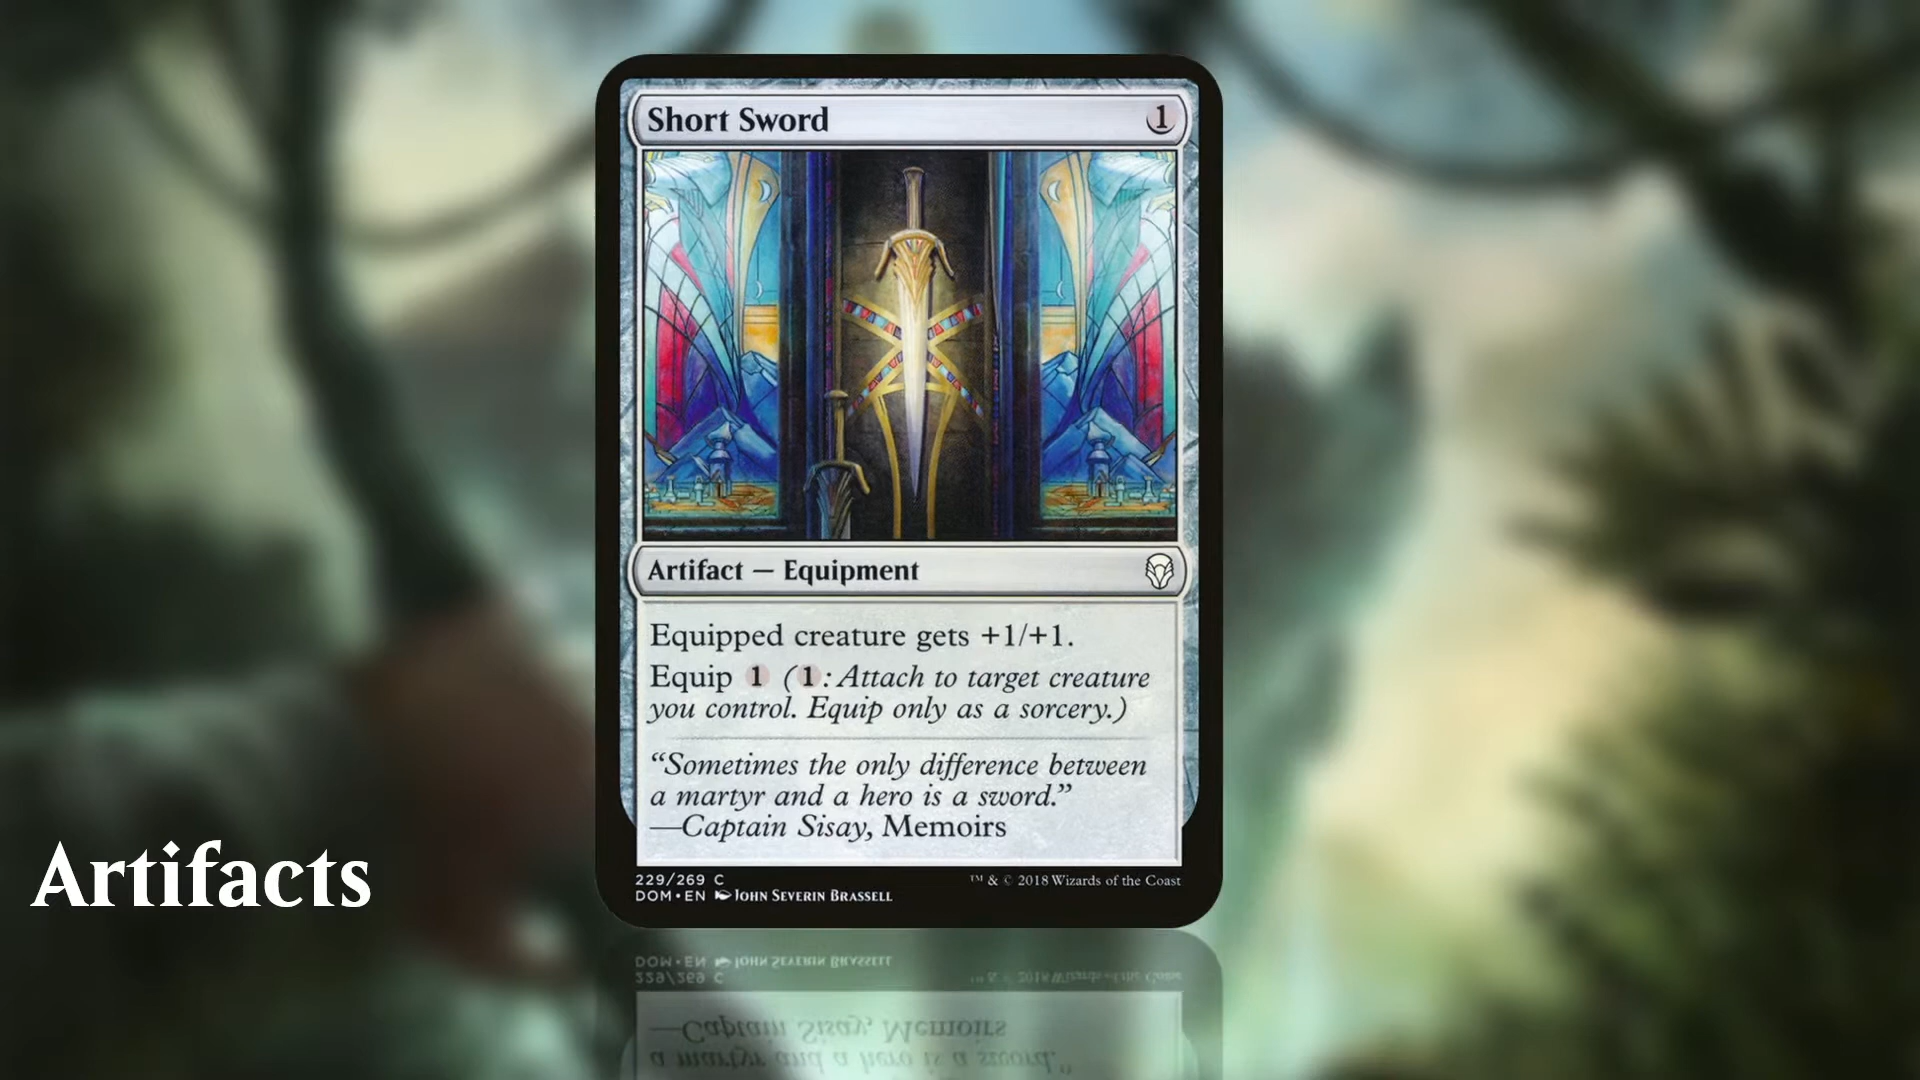 Short Sword 1
Artifact — Equipment
Equipped creature gets +1/+1.
Equip 1 (1: Attach to target creature
you control. Equip only as a sorcery.)
“Sometimes the only difference between
a martyr and a hero is a sword.”
—Captain Sisay, Memoirs
229/269 C
™ & © 2018 Wizards of the Coast
DOM • EN John Severin Brassell
Artifacts